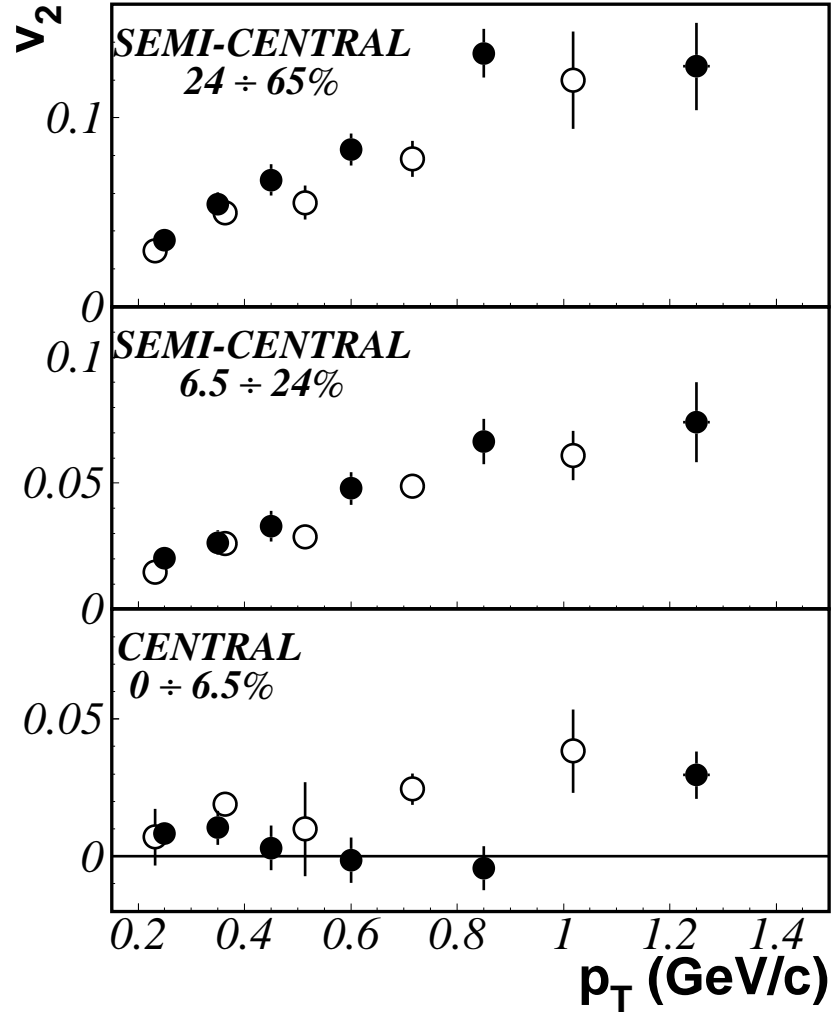 v2
SEMI-CENTRAL
24 ÷ 65%
0.1
0
SEMI-CENTRAL
6.5 ÷ 24%
0.1
0.05
0
CENTRAL
0 ÷ 6.5%
0.05
0
0.2 0.4 0.6 0.8 1 1.2 1.4
pT (GeV/c)